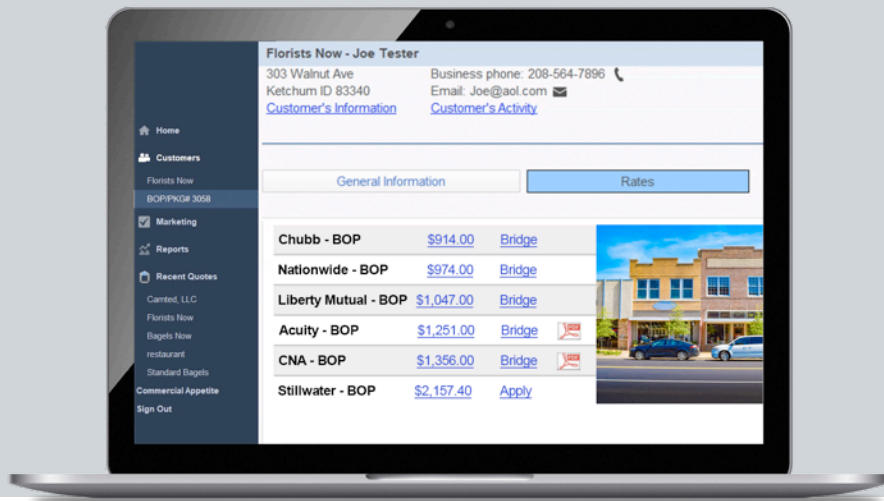 Florists Now - Joe Tester
303 Walnut Ave Business phone: 208-564-7896
Ketchum ID 83340 Email: Joe@aol.com
Customer's Information Customer's Activity
Home
Customers
Florists Now
BOP/PKG# 3058
Marketing
Reports
Recent Quotes
Camted, LLC
Florists Now
Bagels Now
restaurant
Standard Bagels
Commercial Appetite
Sign Out
General Information Rates
Chubb - BOP $914.00 Bridge
Nationwide - BOP $974.00 Bridge
Liberty Mutual - BOP $1,047.00 Bridge
Acuity - BOP $1,251.00 Bridge
CNA - BOP $1,356.00 Bridge
Stillwater - BOP $2,157.40 Apply